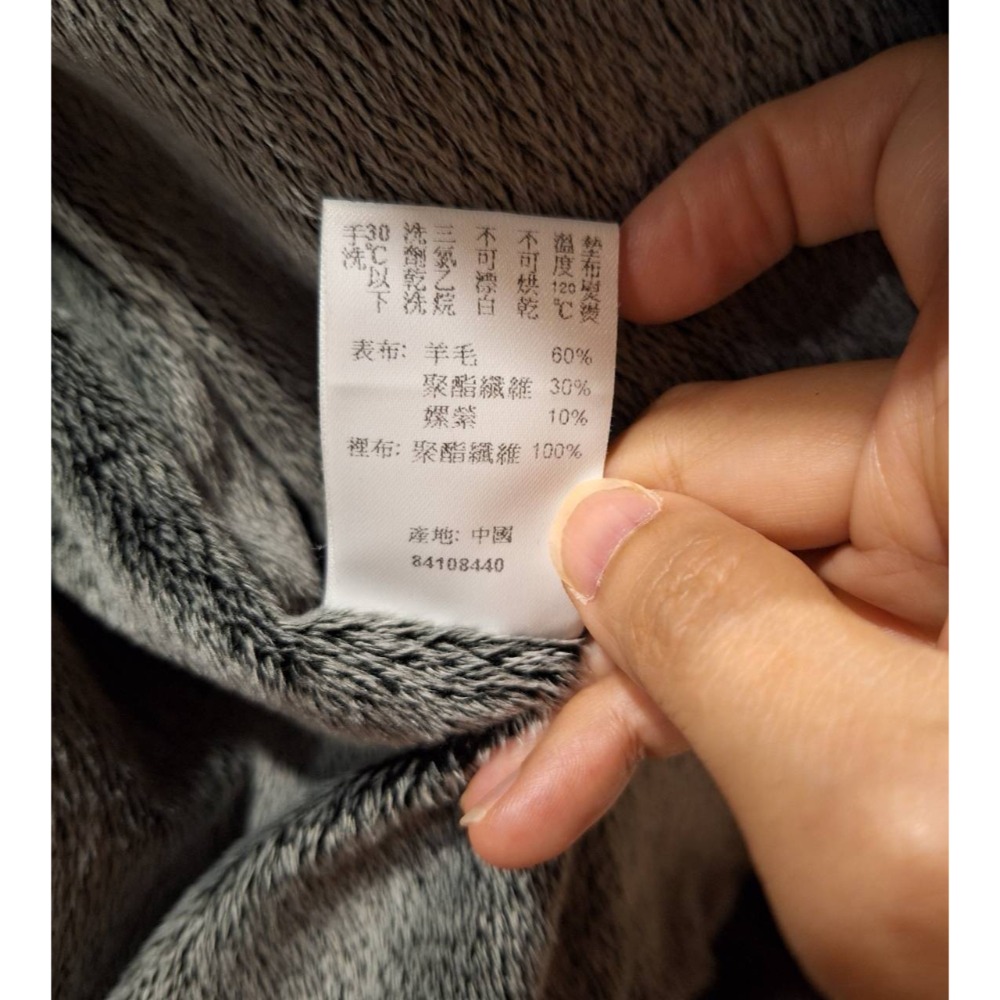 手洗
30℃以下
洗劑乾洗
三氯乙烷
不可漂白
不可烘乾
溫度120℃
墊布熨燙
表布: 羊毛 60%
聚酯纖維 30%
嫘縈 10%
裡布: 聚酯纖維 100%
產地: 中國
84108440